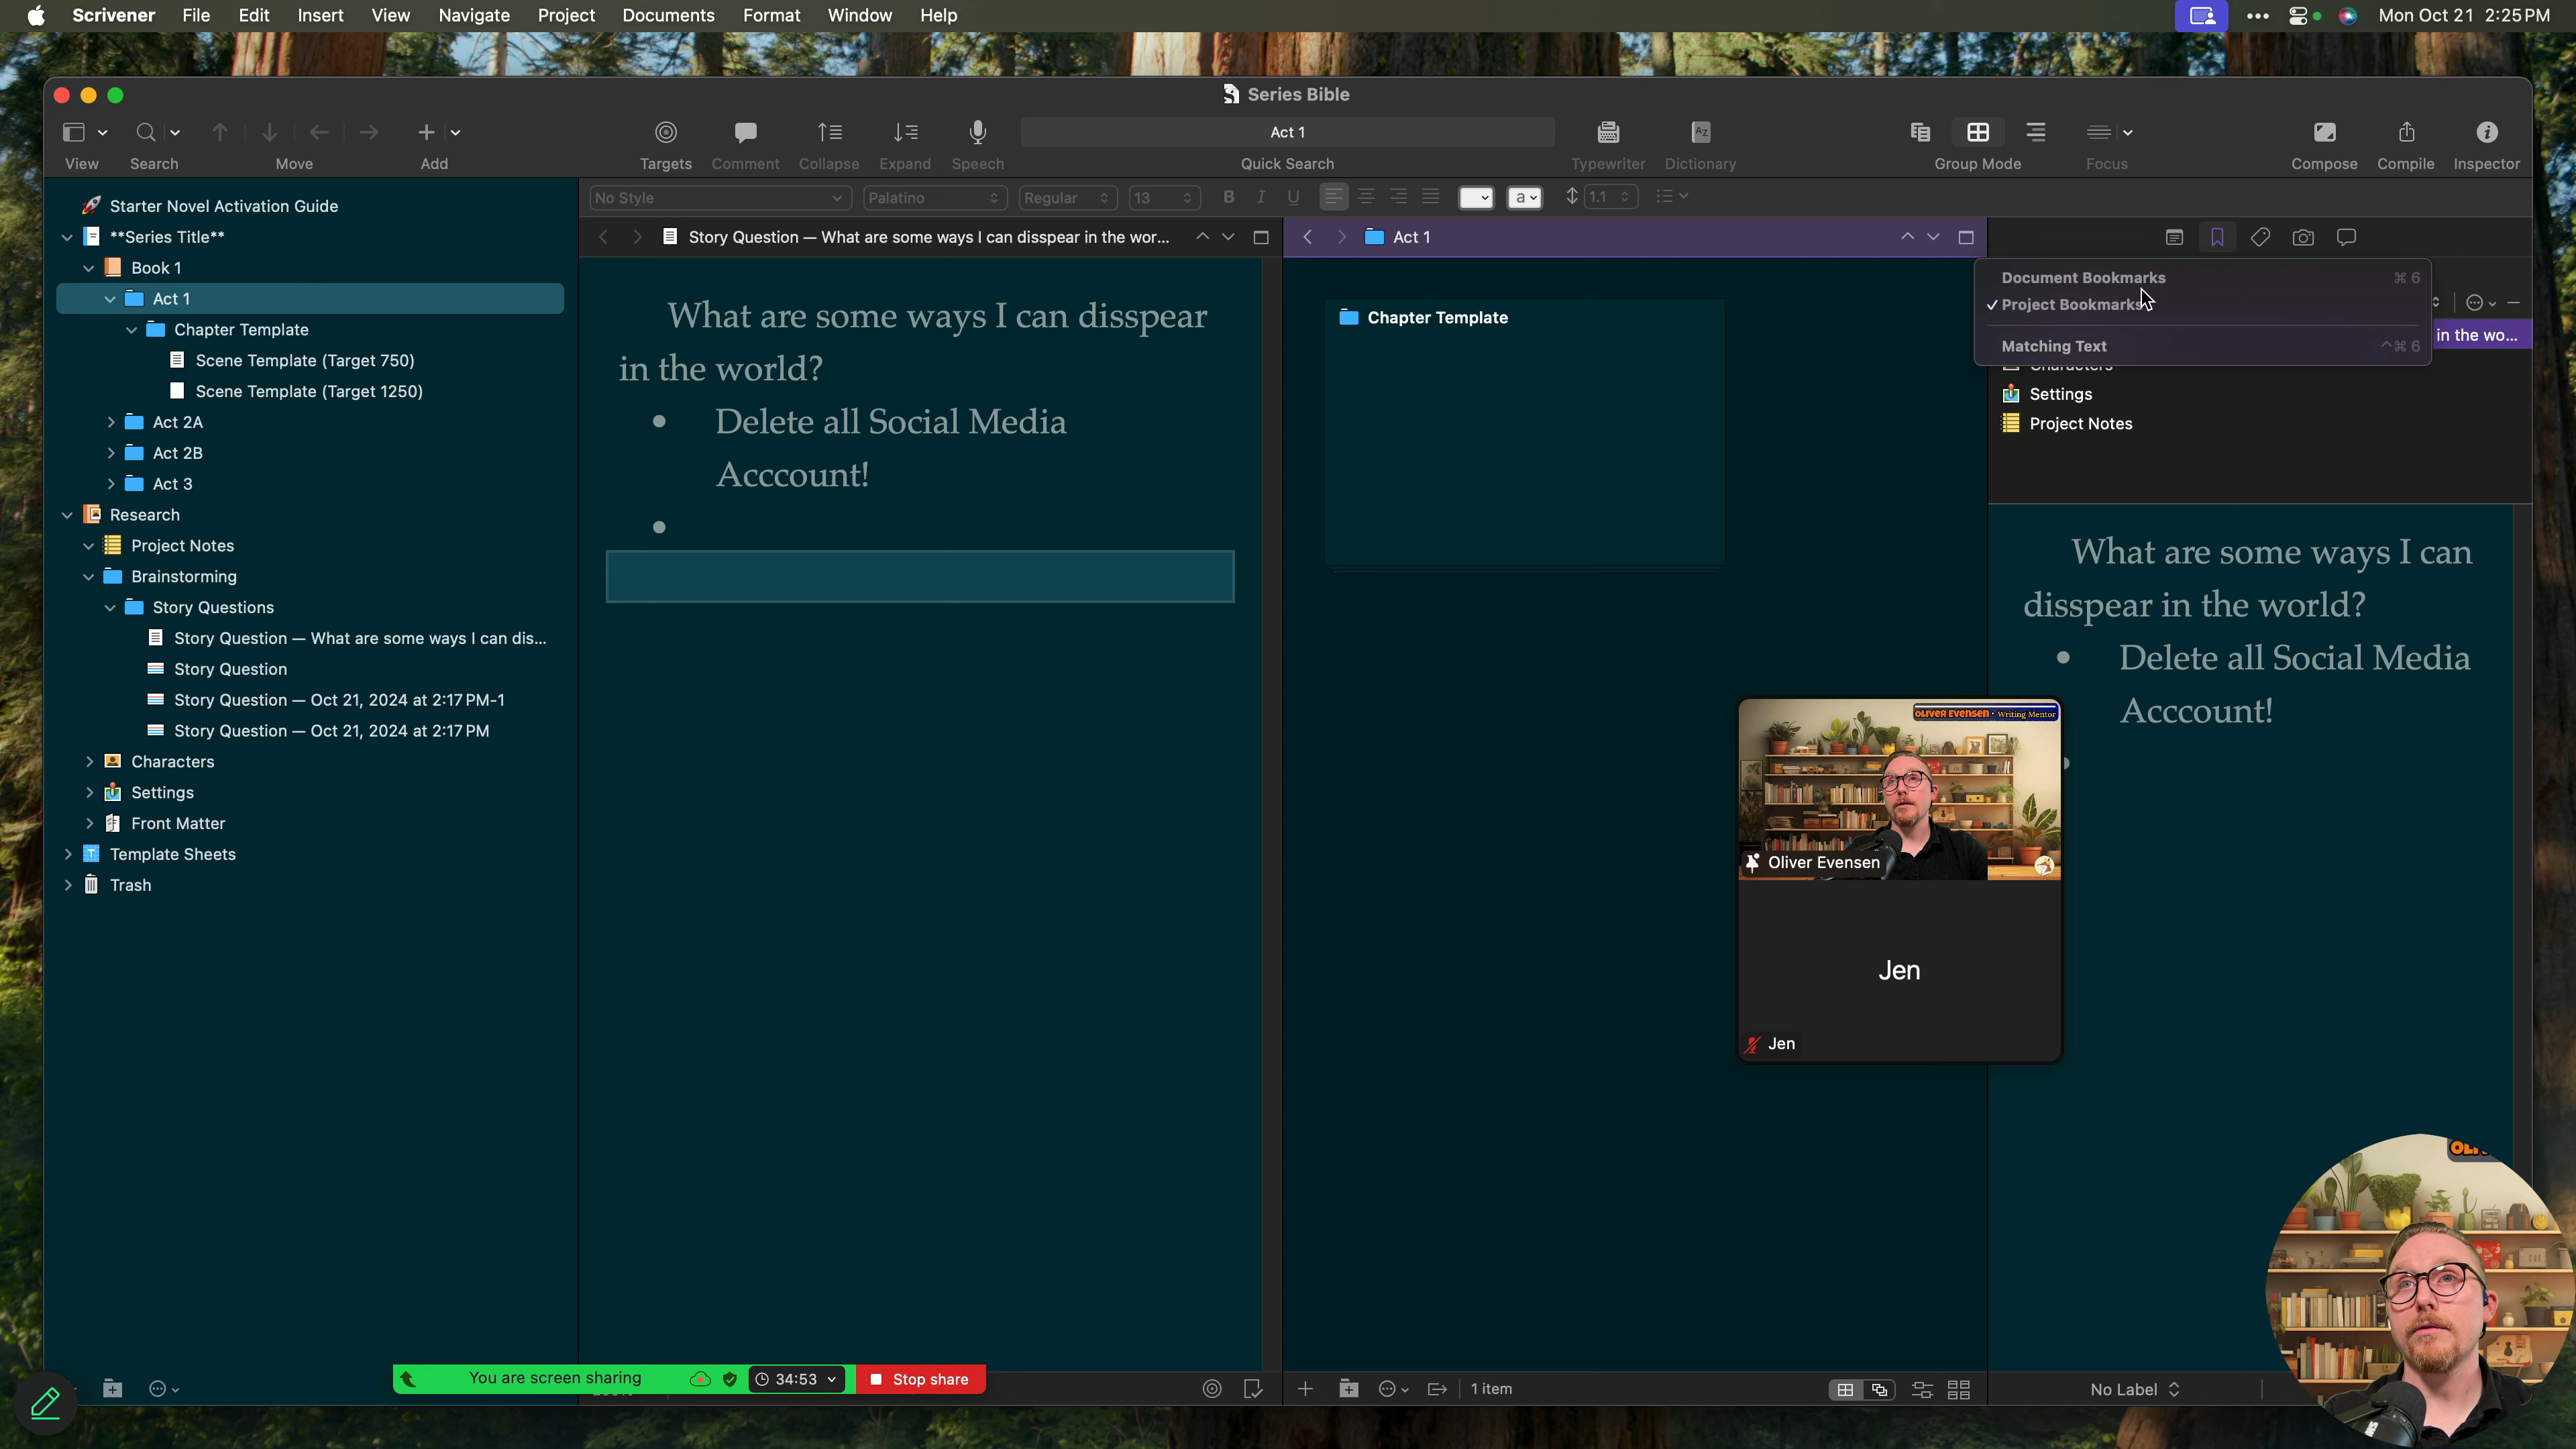 Scrivener File Edit Insert View Navigate Project Documents Format Window Help
Mon Oct 21 2:25 PM
Series Bible
Act 1
View Search Move Add Targets Comment Collapse Expand Speech Quick Search Typewriter Dictionary Group Mode Focus Compose Compile Inspector
No Style Palatino Regular 13 B I U a 1.1
Starter Novel Activation Guide
**Series Title**
Book 1
Act 1
Chapter Template
Scene Template (Target 750)
Scene Template (Target 1250)
Act 2A
Act 2B
Act 3
Research
Project Notes
Brainstorming
Story Questions
Story Question — What are some ways I can dis...
Story Question
Story Question — Oct 21, 2024 at 2:17 PM-1
Story Question — Oct 21, 2024 at 2:17 PM
Characters
Settings
Front Matter
Template Sheets
Trash
Story Question — What are some ways I can disspear in the wor...
What are some ways I can disspear
in the world?
• Delete all Social Media
Acccount!
•
Act 1
Chapter Template
Document Bookmarks ⌘ 6
✓ Project Bookmarks
Matching Text ^⌘ 6
in the wo...
Characters
Settings
Project Notes
What are some ways I can
disspear in the world?
• Delete all Social Media
Acccount!
OLIVER EVENSEN • Writing Mentor
Oliver Evensen
Jen
Jen
You are screen sharing 34:53 Stop share
1 item
No Label